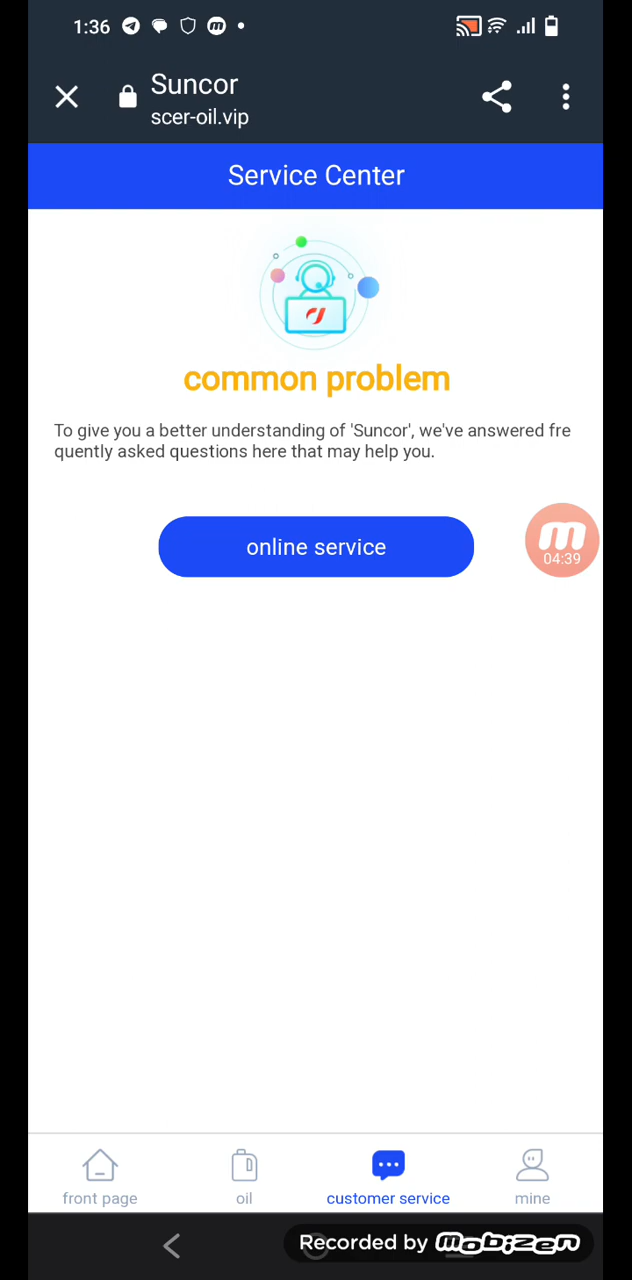 1:36
Suncor
scer-oil.vip
Service Center
common problem
To give you a better understanding of 'Suncor', we've answered fre
quently asked questions here that may help you.
online service
04:39
front page
oil
customer service
mine
Recorded by mobizen